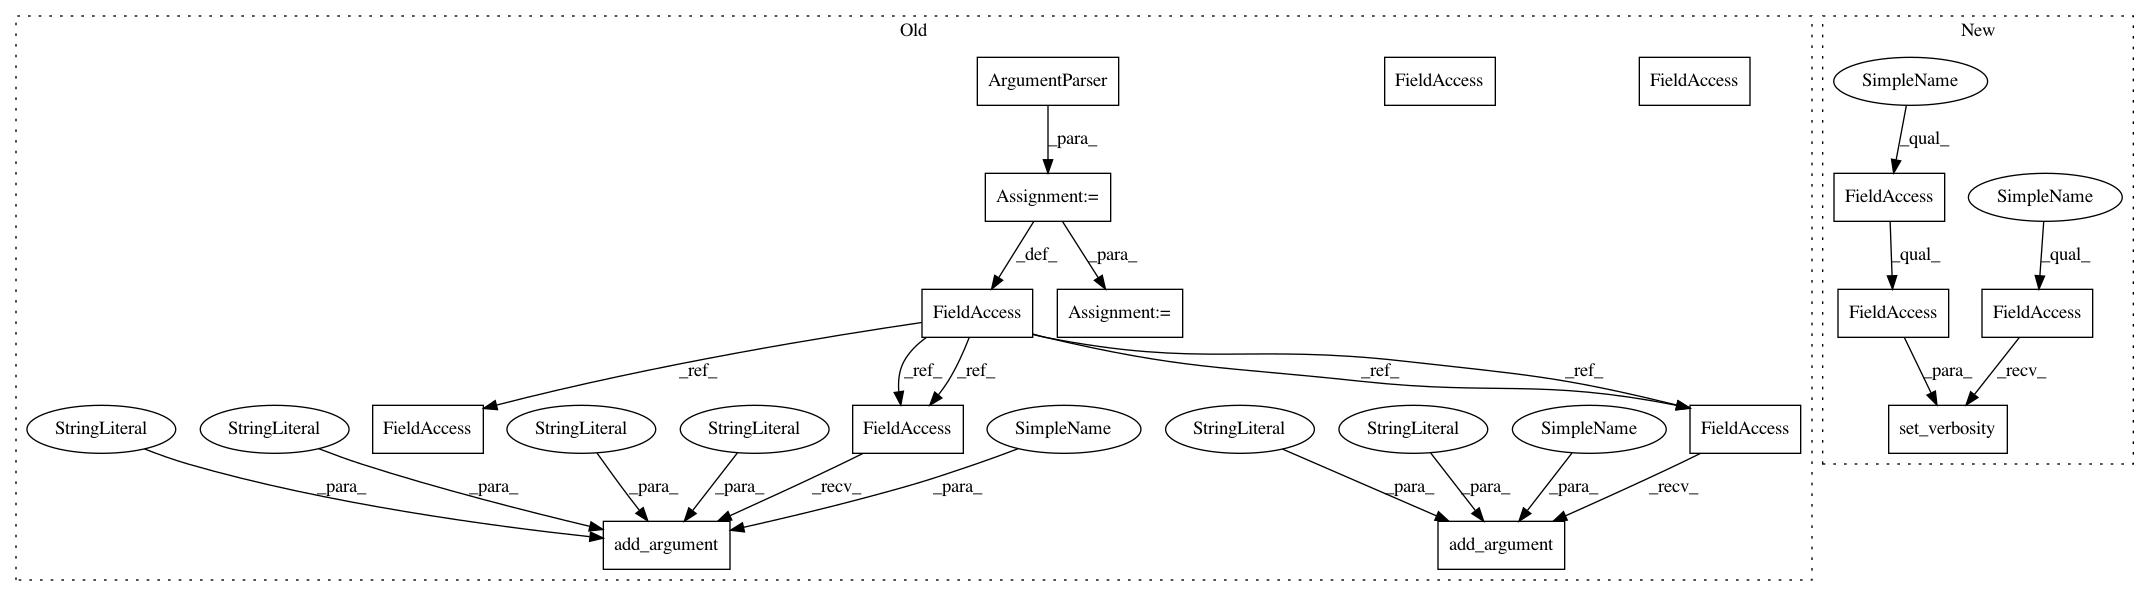 Old
New
ArgumentParser
FieldAccess
FieldAccess
SimpleName
_para_
_qual_
Assignment:=
FieldAccess
SimpleName
_def_
_para_
_qual_
_qual_
FieldAccess
Assignment:=
FieldAccess
FieldAccess
_ref_
_ref_
_ref_
_ref_
_ref_
_para_
_recv_
StringLiteral
StringLiteral
FieldAccess
StringLiteral
StringLiteral
FieldAccess
SimpleName
StringLiteral
StringLiteral
SimpleName
FieldAccess
set_verbosity
_para_
_para_
_para_
_para_
_recv_
_para_
_para_
_para_
_para_
_recv_
add_argument
add_argument